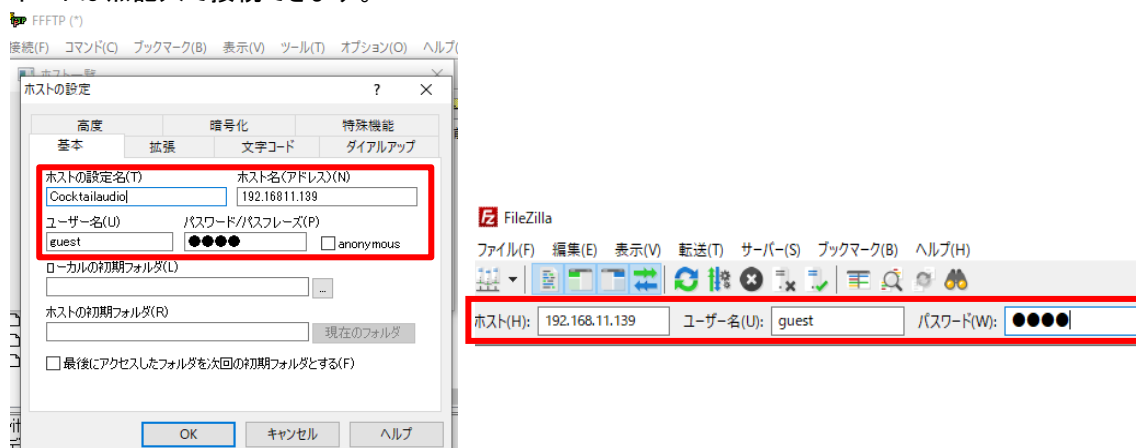 FFFTP (*)
接続(F) コマンド(C) ブックマーク(B) 表示(V) ツール(T) オプション(O) ヘルプ(
ホスト一覧
ホストの設定 ? ×
高度 暗号化 特殊機能
基本 拡張 文字コード ダイアルアップ
ホストの設定名(T) ホスト名(アドレス)(N)
Cocktailaudio 192.16811.139
ユーザー名(U) パスワード/パスフレーズ(P)
guest ●●●● anonymous
ローカルの初期フォルダ(L)
...
ホストの初期フォルダ(R)
現在のフォルダ
最後にアクセスしたフォルダを次回の初期フォルダとする(F)
OK キャンセル ヘルプ
FileZilla
ファイル(F) 編集(E) 表示(V) 転送(T) サーバー(S) ブックマーク(B) ヘルプ(H)
ホスト(H): 192.168.11.139 ユーザー名(U): guest パスワード(W): ●●●●